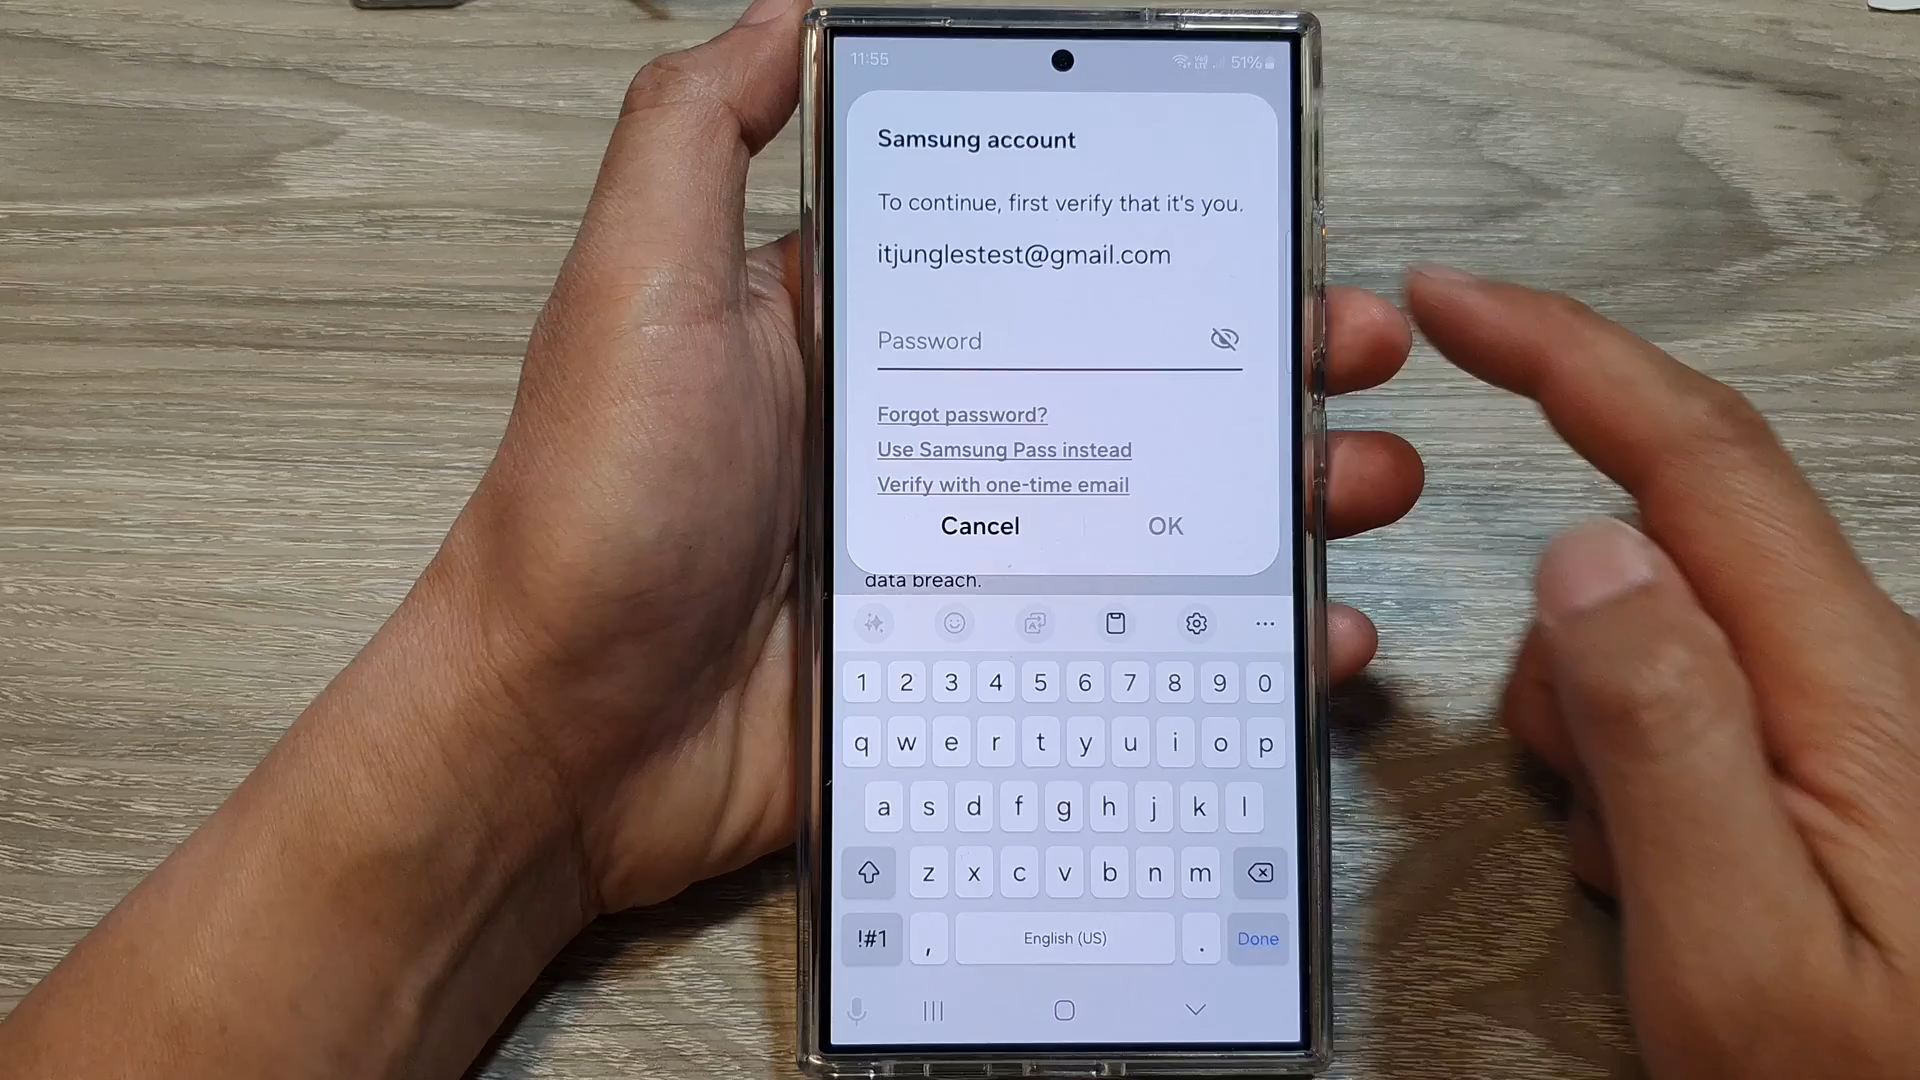 11:55
51%
Samsung account
To continue, first verify that it's you.
itjunglestest@gmail.com
Password
Forgot password?
Use Samsung Pass instead
Verify with one-time email
Cancel OK
data breach.
1 2 3 4 5 6 7 8 9 0
q w e r t y u i o p
a s d f g h j k l
z x c v b n m
!#1 , English (US) . Done